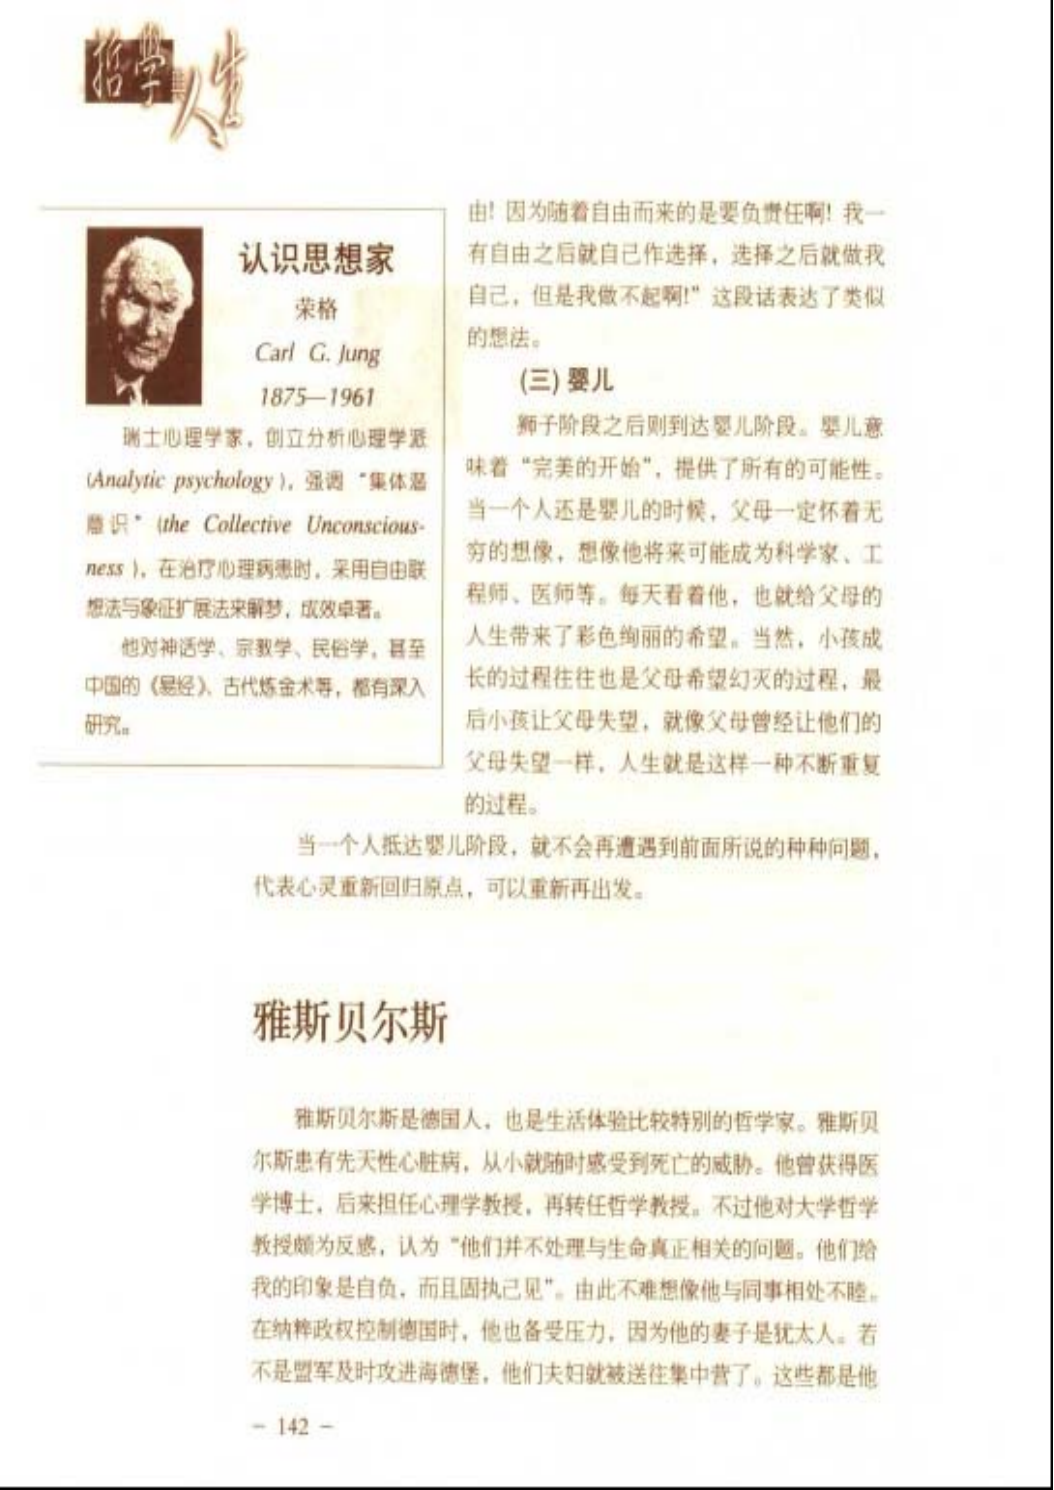 哲學與人生
认识思想家
荣格
Carl G. Jung
1875—1961
瑞士心理学家，创立分析心理学派
(Analytic psychology)，强调“集体潜
意识”(the Collective Unconscious-
ness)，在治疗心理病患时，采用自由联
想法与象征扩展法来解梦，成效卓著。
他对神话学、宗教学、民俗学，甚至
中国的《易经》、古代炼金术等，都有深入
研究。
由！因为随着自由而来的是要负责任啊！我一
有自由之后就自己作选择，选择之后就做我
自己，但是我做不起啊！”这段话表达了类似
的想法。
(三) 婴儿
狮子阶段之后则到达婴儿阶段。婴儿意
味着“完美的开始”，提供了所有的可能性。
当一个人还是婴儿的时候，父母一定怀着无
穷的想像，想像他将来可能成为科学家、工
程师、医师等。每天看着他，也就给父母的
人生带来了彩色绚丽的希望。当然，小孩成
长的过程往往也是父母希望幻灭的过程，最
后小孩让父母失望，就像父母曾经让他们的
父母失望一样，人生就是这样一种不断重复
的过程。
当一个人抵达婴儿阶段，就不会再遭遇到前面所说的种种问题，
代表心灵重新回归原点，可以重新再出发。
雅斯贝尔斯
雅斯贝尔斯是德国人，也是生活体验比较特别的哲学家。雅斯贝
尔斯患有先天性心脏病，从小就随时感受到死亡的威胁。他曾获得医
学博士，后来担任心理学教授，再转任哲学教授。不过他对大学哲学
教授颇为反感，认为“他们并不处理与生命真正相关的问题。他们给
我的印象是自负，而且固执己见”。由此不难想像他与同事相处不睦。
在纳粹政权控制德国时，他也备受压力，因为他的妻子是犹太人。若
不是盟军及时攻进海德堡，他们夫妇就被送往集中营了。这些都是他
– 142 –